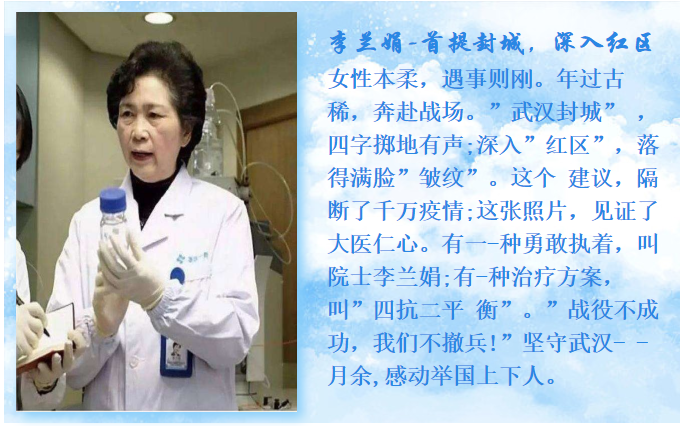 李兰娟-首提封城，深入红区
女性本柔，遇事则刚。年过古
稀，奔赴战场。”武汉封城”，
四字掷地有声;深入”红区”，落
得满脸”皱纹”。这个 建议，隔
断了千万疫情;这张照片，见证了
大医仁心。有一-种勇敢执着，叫
院士李兰娟;有-种治疗方案，
叫”四抗二平 衡”。”战役不成
功，我们不撤兵!”坚守武汉- -
月余,感动举国上下人。